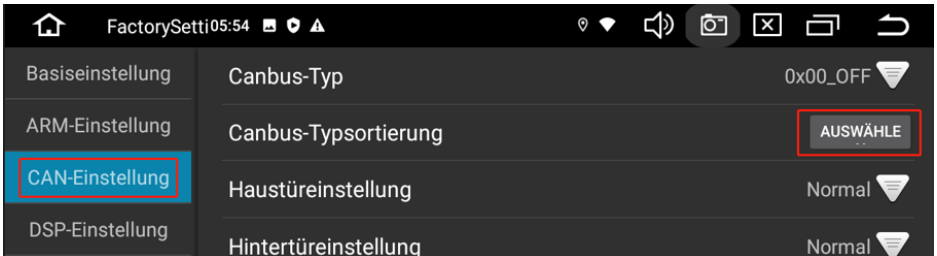 FactorySetti05:54
Basiseinstellung
Canbus-Typ
0x00_OFF
ARM-Einstellung
Canbus-Typsortierung
AUSWÄHLE
CAN-Einstellung
Haustüreinstellung
Normal
DSP-Einstellung
Hintertüreinstellung
Normal